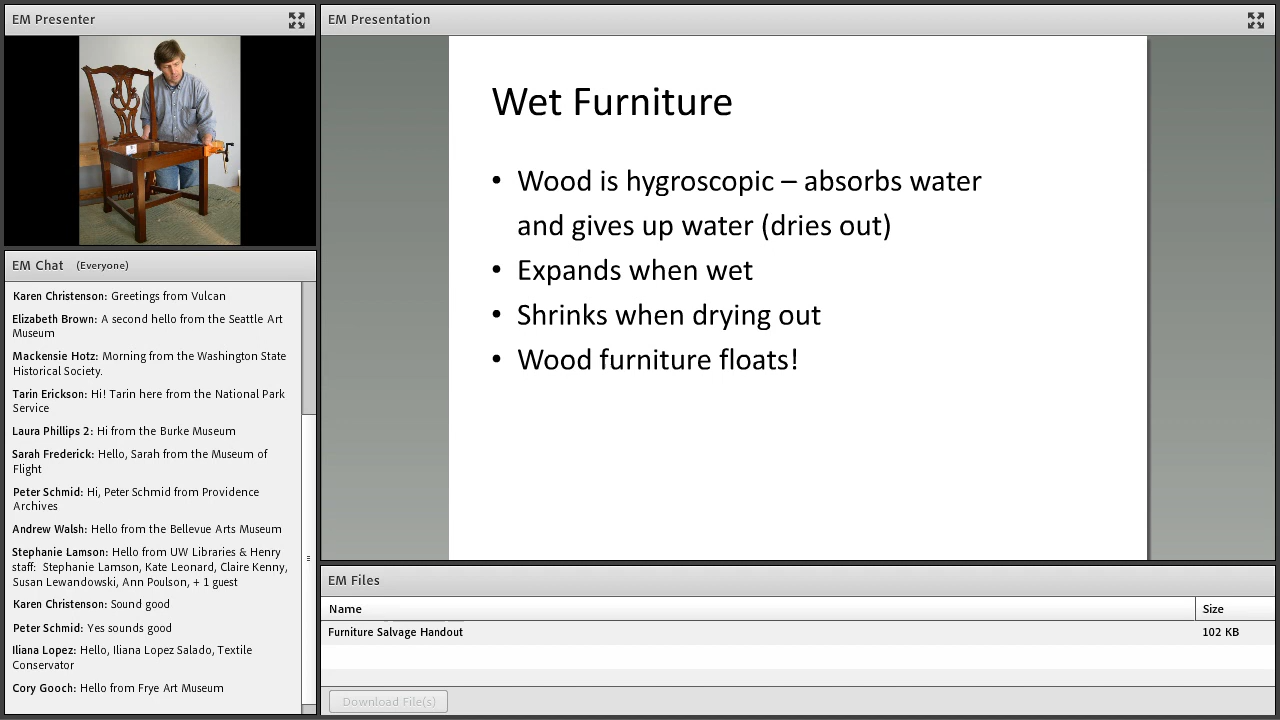 EM Presenter
EM Chat (Everyone)
Karen Christenson: Greetings from Vulcan
Elizabeth Brown: A second hello from the Seattle Art
Museum
Mackensie Hotz: Morning from the Washington State
Historical Society.
Tarin Erickson: Hi! Tarin here from the National Park
Service
Laura Phillips 2: Hi from the Burke Museum
Sarah Frederick: Hello, Sarah from the Museum of
Flight
Peter Schmid: Hi, Peter Schmid from Providence
Archives
Andrew Walsh: Hello from the Bellevue Arts Museum
Stephanie Lamson: Hello from UW Libraries & Henry
staff: Stephanie Lamson, Kate Leonard, Claire Kenny,
Susan Lewandowski, Ann Poulson, + 1 guest
Karen Christenson: Sound good
Peter Schmid: Yes sounds good
Iliana Lopez: Hello, Iliana Lopez Salado, Textile
Conservator
Cory Gooch: Hello from Frye Art Museum
EM Presentation
Wet Furniture
• Wood is hygroscopic – absorbs water
and gives up water (dries out)
• Expands when wet
• Shrinks when drying out
• Wood furniture floats!
EM Files
Name Size
Furniture Salvage Handout 102 KB
Download File(s)